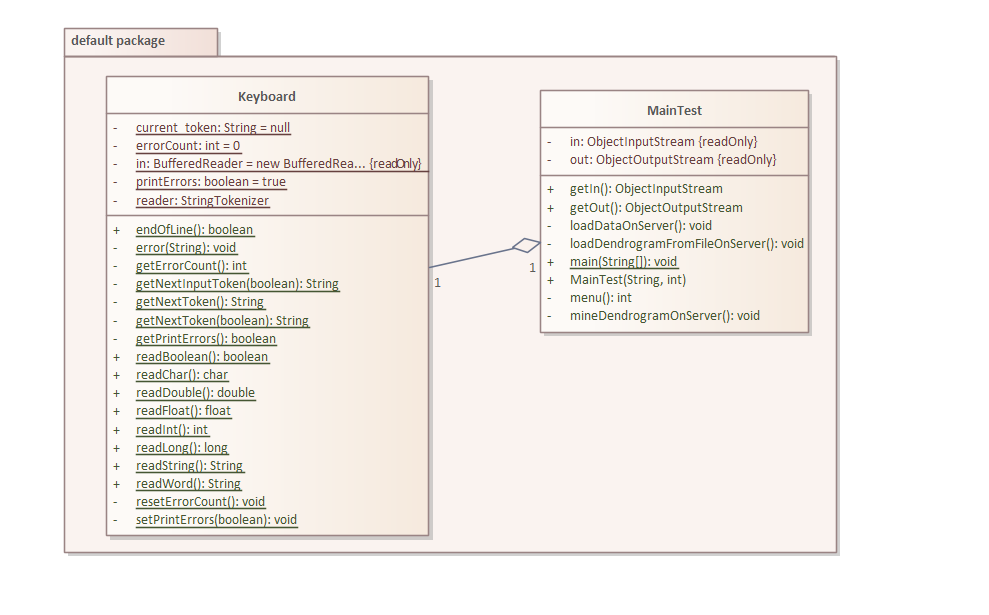 default package
Keyboard
- current_token: String = null
- errorCount: int = 0
- in: BufferedReader = new BufferedRea... {readOnly}
- printErrors: boolean = true
- reader: StringTokenizer
+ endOfLine(): boolean
- error(String): void
- getErrorCount(): int
- getNextInputToken(boolean): String
- getNextToken(): String
- getNextToken(boolean): String
- getPrintErrors(): boolean
+ readBoolean(): boolean
+ readChar(): char
+ readDouble(): double
+ readFloat(): float
+ readInt(): int
+ readLong(): long
+ readString(): String
+ readWord(): String
- resetErrorCount(): void
- setPrintErrors(boolean): void
1
1
MainTest
- in: ObjectInputStream {readOnly}
- out: ObjectOutputStream {readOnly}
+ getIn(): ObjectInputStream
+ getOut(): ObjectOutputStream
- loadDataOnServer(): void
- loadDendrogramFromFileOnServer(): void
+ main(String[]): void
+ MainTest(String, int)
- menu(): int
- mineDendrogramOnServer(): void